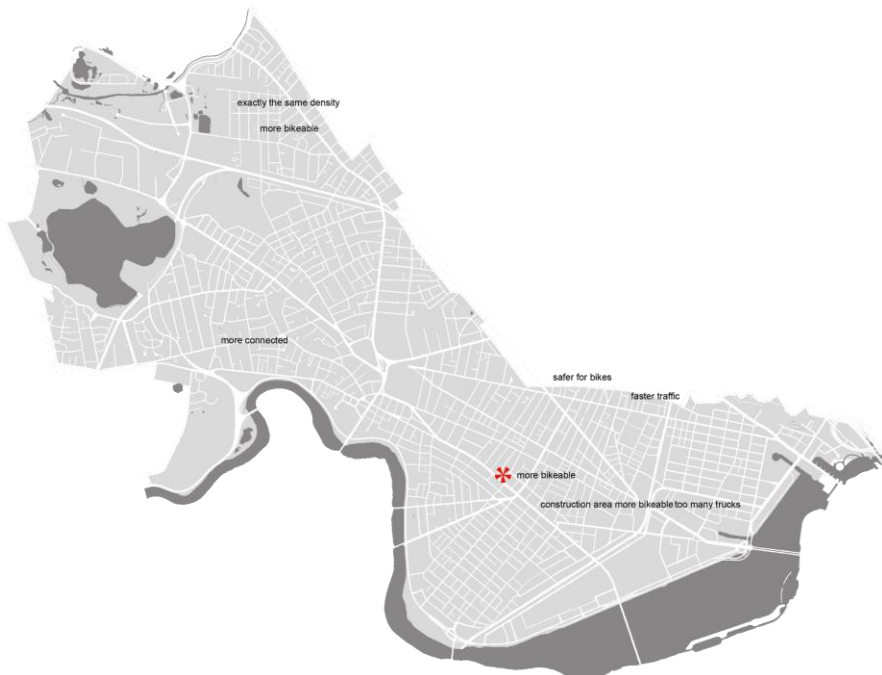 exactly the same density
more bikeable
more connected
safer for bikes
faster traffic
more bikeable
construction area more bikeable too many trucks